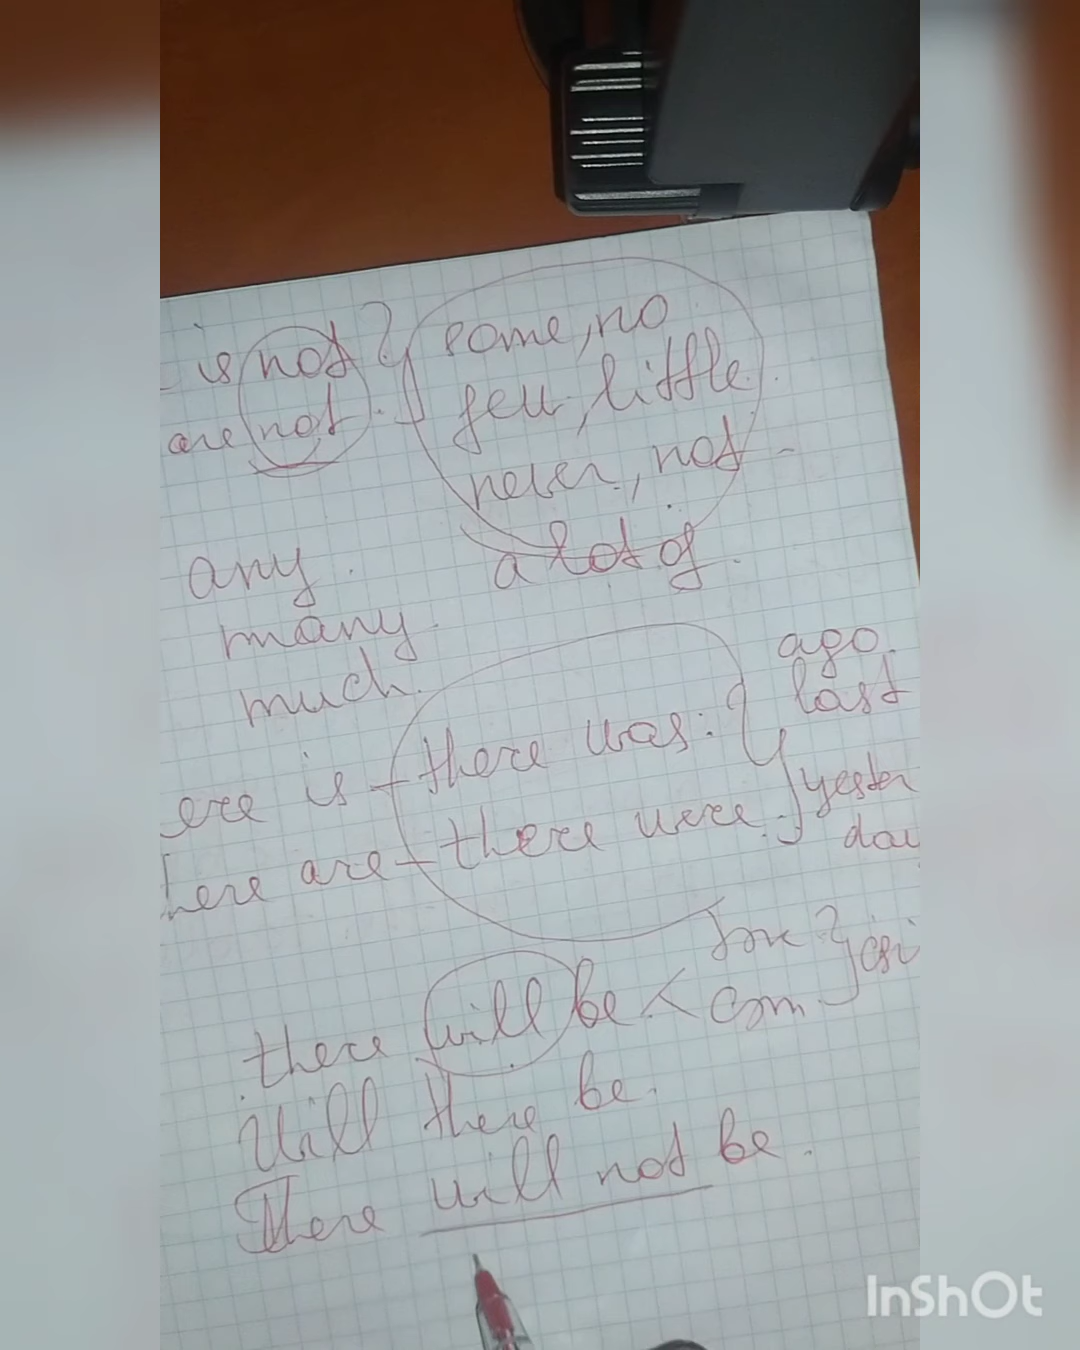 is not } some, no
are not. few, little.
never, not -
any. a lot of.
many.
much.
ere is - there was: } ago.
last
here are - there were. yester
day
there will be < om
Will there be.
There will not be.
InShOt